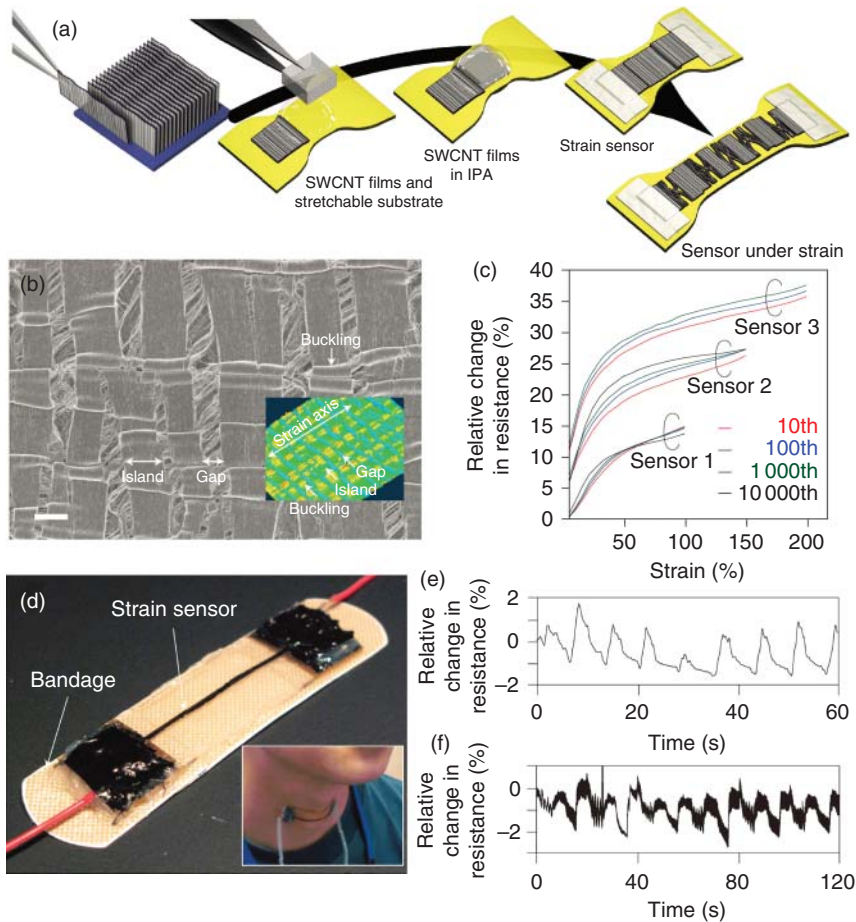 (a)
SWCNT films and
stretchable substrate
SWCNT films
in IPA
Strain sensor
Sensor under strain
(b)
Buckling
Island
Gap
Strain axis
Gap
Island
Buckling
(c)
Relative change
in resistance (%)
40
35
30
25
20
15
10
5
0
Sensor 3
Sensor 2
Sensor 1
10th
100th
1 000th
10 000th
50
100
150
200
Strain (%)
(d)
Strain sensor
Bandage
(e)
Relative
change in
resistance (%)
2
0
−2
0
20
40
60
Time (s)
(f)
Relative
change in
resistance (%)
0
−2
0
40
80
120
Time (s)